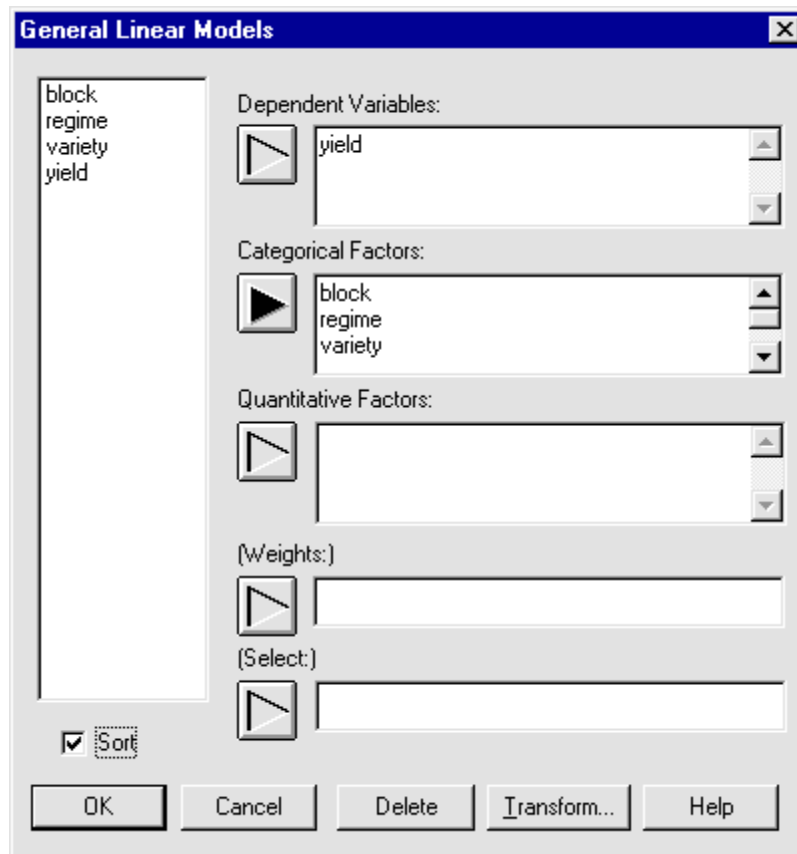 General Linear Models
block
regime
variety
yield
Dependent Variables:
yield
Categorical Factors:
block
regime
variety
Quantitative Factors:
(Weights:)
(Select:)
Sort
OK
Cancel
Delete
Transform...
Help